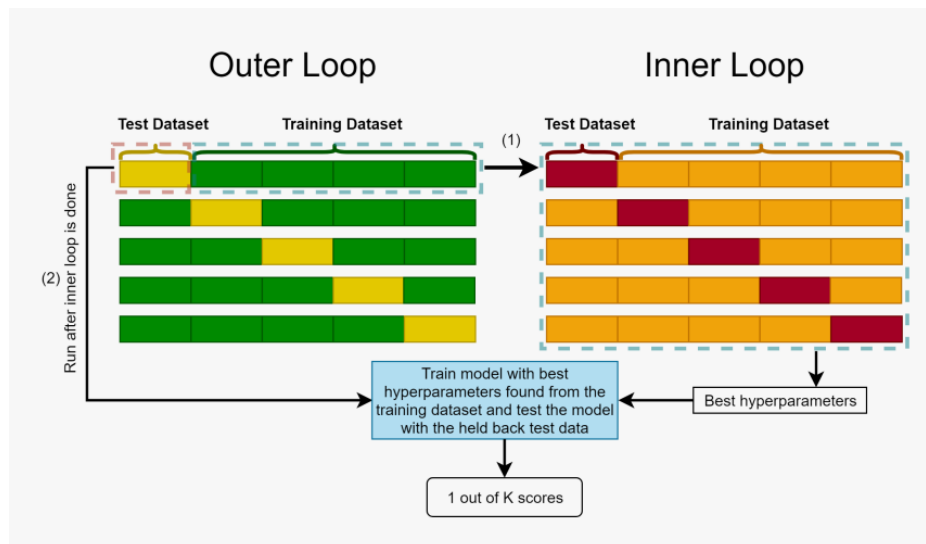 Outer Loop
Inner Loop
Test Dataset
Training Dataset
(1)
Test Dataset
Training Dataset
(2)
Run after inner loop is done
Train model with best
hyperparameters found from the
training dataset and test the model
with the held back test data
Best hyperparameters
1 out of K scores